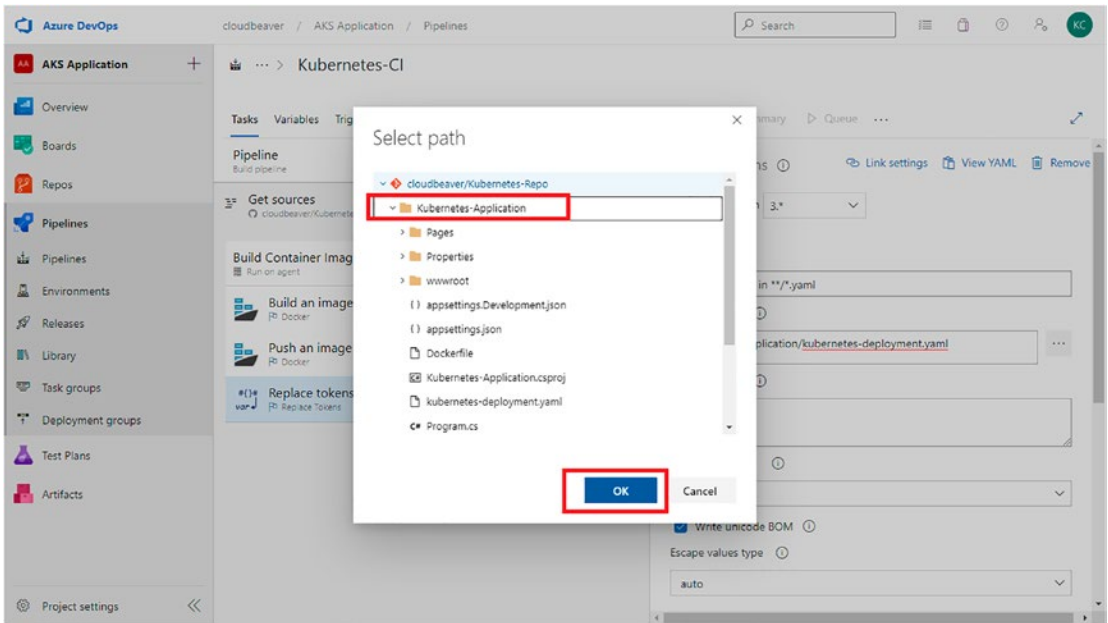 Azure DevOps
cloudbeaver / AKS Application / Pipelines
Search
KC
AA
AKS Application
Kubernetes-CI
Overview
Boards
Repos
Pipelines
Pipelines
Environments
Releases
Library
Task groups
Deployment groups
Test Plans
Artifacts
Project settings
Tasks Variables Trig
Queue
Pipeline
Build pipeline
Get sources
cloudbeaver/Kubernete
Build Container Imag
Run on agent
Build an image
Docker
Push an image
Docker
Replace tokens
Replace Tokens
Select path
cloudbeaver/Kubernetes-Repo
Kubernetes-Application
Pages
Properties
wwwroot
appsettings.Development.json
appsettings.json
Dockerfile
Kubernetes-Application.csproj
kubernetes-deployment.yaml
Program.cs
OK Cancel
Link settings View YAML Remove
3.*
in **/*.yaml
plication/kubernetes-deployment.yaml
Write unicode BOM
Escape values type
auto